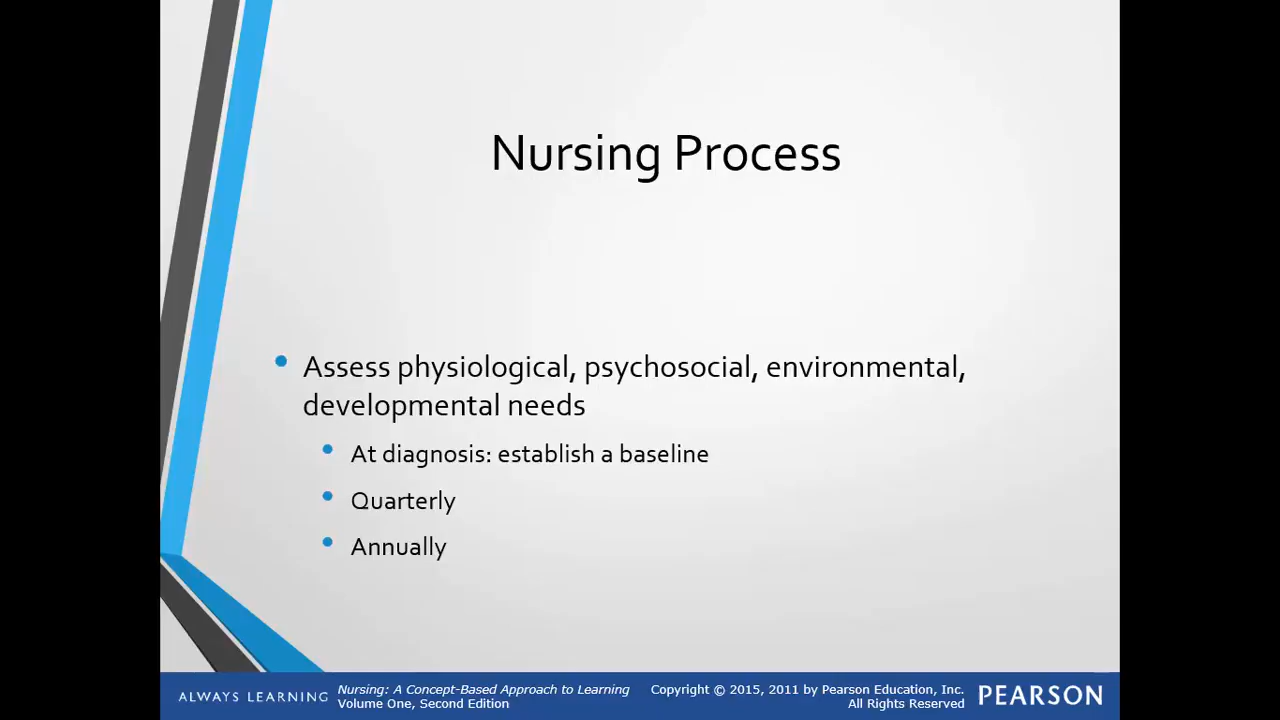 Nursing Process
• Assess physiological, psychosocial, environmental,
developmental needs
• At diagnosis: establish a baseline
• Quarterly
• Annually
ALWAYS LEARNING
Nursing: A Concept-Based Approach to Learning
Volume One, Second Edition
Copyright © 2015, 2011 by Pearson Education, Inc.
All Rights Reserved
PEARSON